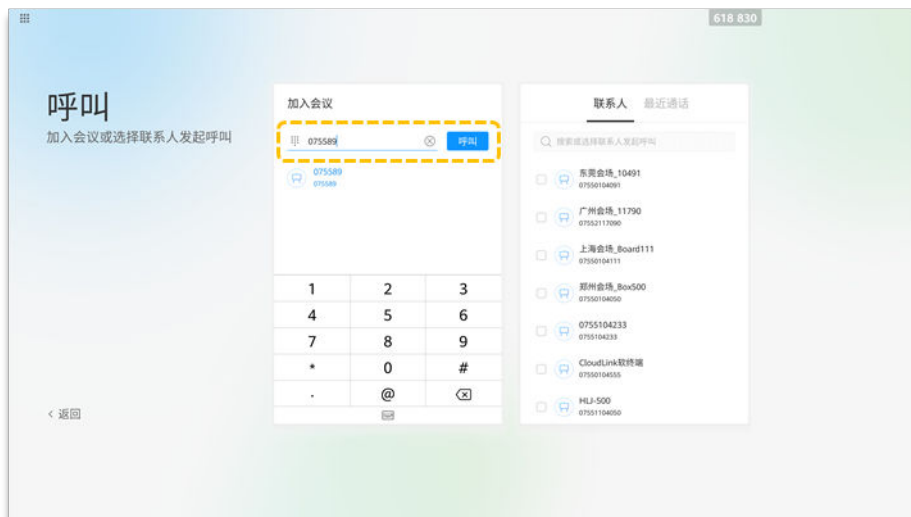 618 830
呼叫
加入会议或选择联系人发起呼叫
加入会议
075589
呼叫
075589
075589
1 2 3
4 5 6
7 8 9
* 0 #
. @
< 返回
联系人 最近通话
搜索或选择联系人发起呼叫
东莞会场_10491
07550104091
广州会场_11790
07552117090
上海会场_Board111
07550104111
郑州会场_Box500
07550104050
0755104233
0755104233
CloudLink软终端
07550104555
HLJ-500
07551104050